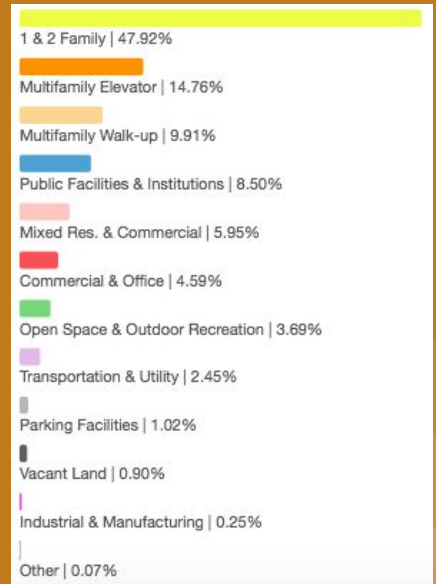 1 & 2 Family | 47.92%
Multifamily Elevator | 14.76%
Multifamily Walk-up | 9.91%
Public Facilities & Institutions | 8.50%
Mixed Res. & Commercial | 5.95%
Commercial & Office | 4.59%
Open Space & Outdoor Recreation | 3.69%
Transportation & Utility | 2.45%
Parking Facilities | 1.02%
Vacant Land | 0.90%
Industrial & Manufacturing | 0.25%
Other | 0.07%